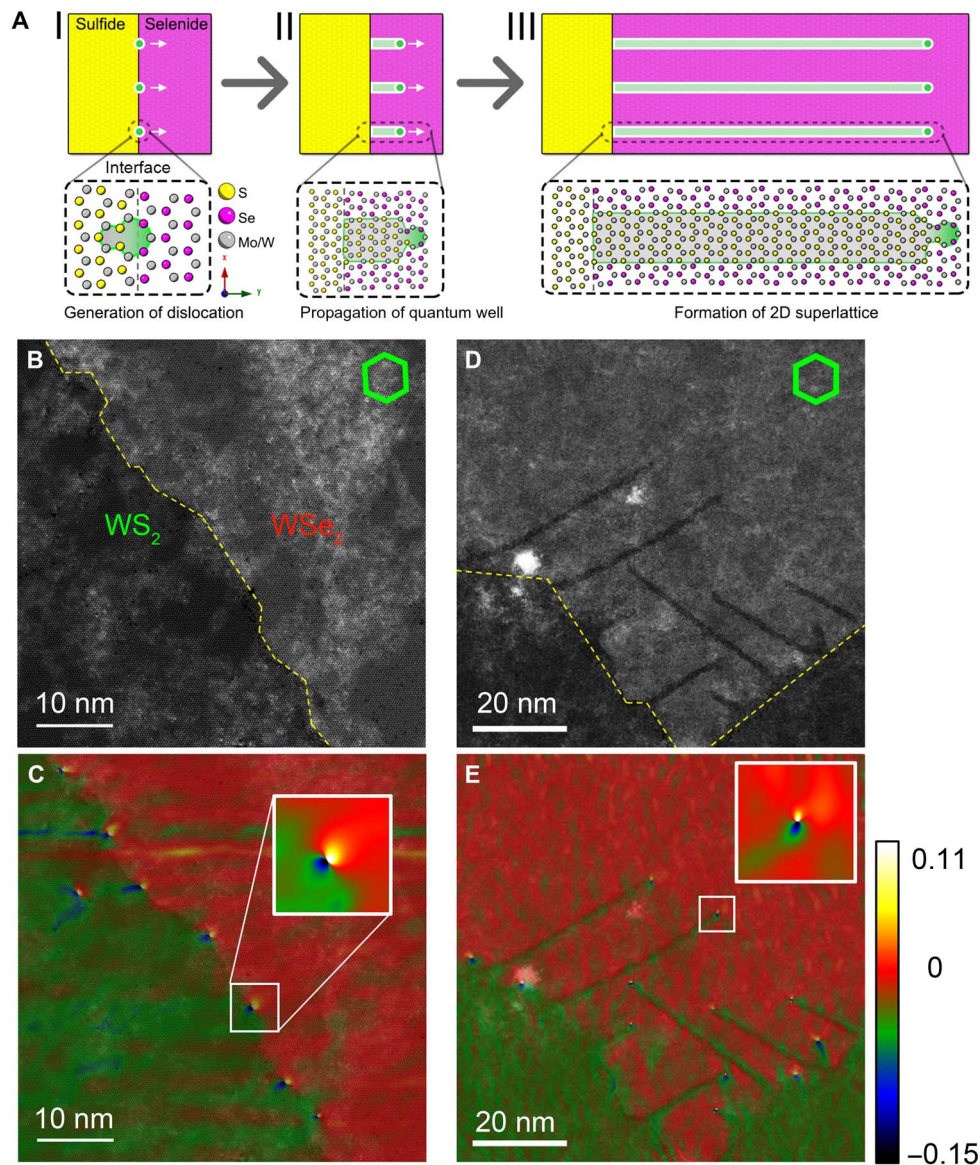 A
I
II
III
Sulfide
Selenide
Interface
S
Se
Mo/W
x
y
Generation of dislocation
Propagation of quantum well
Formation of 2D superlattice
B
WS₂
WSe₂
10 nm
D
20 nm
C
10 nm
E
20 nm
0.11
0
−0.15